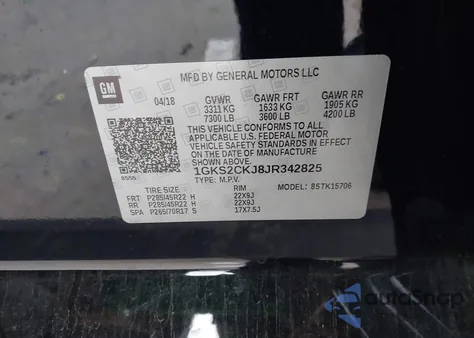 GM
MFD BY GENERAL MOTORS LLC
04/18 GVWR GAWR FRT GAWR RR
3311 KG 1633 KG 1905 KG
7300 LB 3600 LB 4200 LB
THIS VEHICLE CONFORMS TO ALL
APPLICABLE U.S. FEDERAL MOTOR
VEHICLE SAFETY STANDARDS IN
EFFECT ON THE DATE OF
MANUFACTURE SHOWN ABOVE.
1GKS2CKJ8JR342825
TYPE: M.P.V.
TIRE SIZE RIM MODEL: 8STK15706
FRT P285/45R22 H 22X9J
RR P285/45R22 H 22X9J
SPA P265/70R17 S 17X7.5J
autosnap